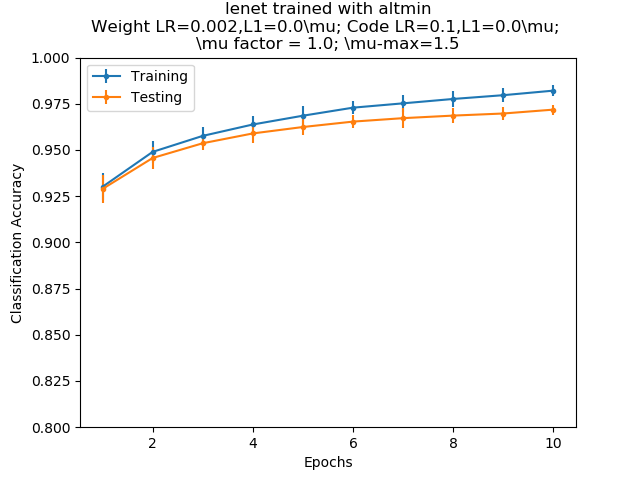 lenet trained with altmin
Weight LR=0.002,L1=0.0\mu; Code LR=0.1,L1=0.0\mu;
\mu factor = 1.0; \mu-max=1.5
Training
Testing
1.000
0.975
0.950
0.925
0.900
0.875
0.850
0.825
0.800
Classification Accuracy
2 4 6 8 10
Epochs